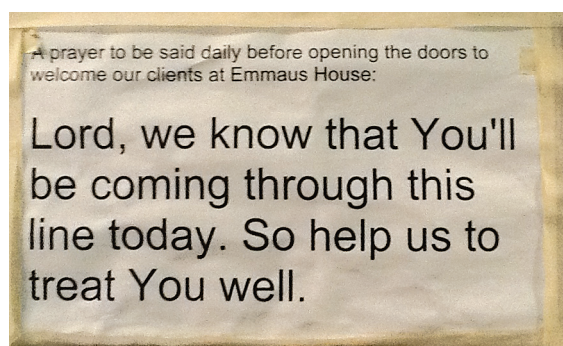 A prayer to be said daily before opening the doors to
welcome our clients at Emmaus House:
Lord, we know that You'll
be coming through this
line today. So help us to
treat You well.